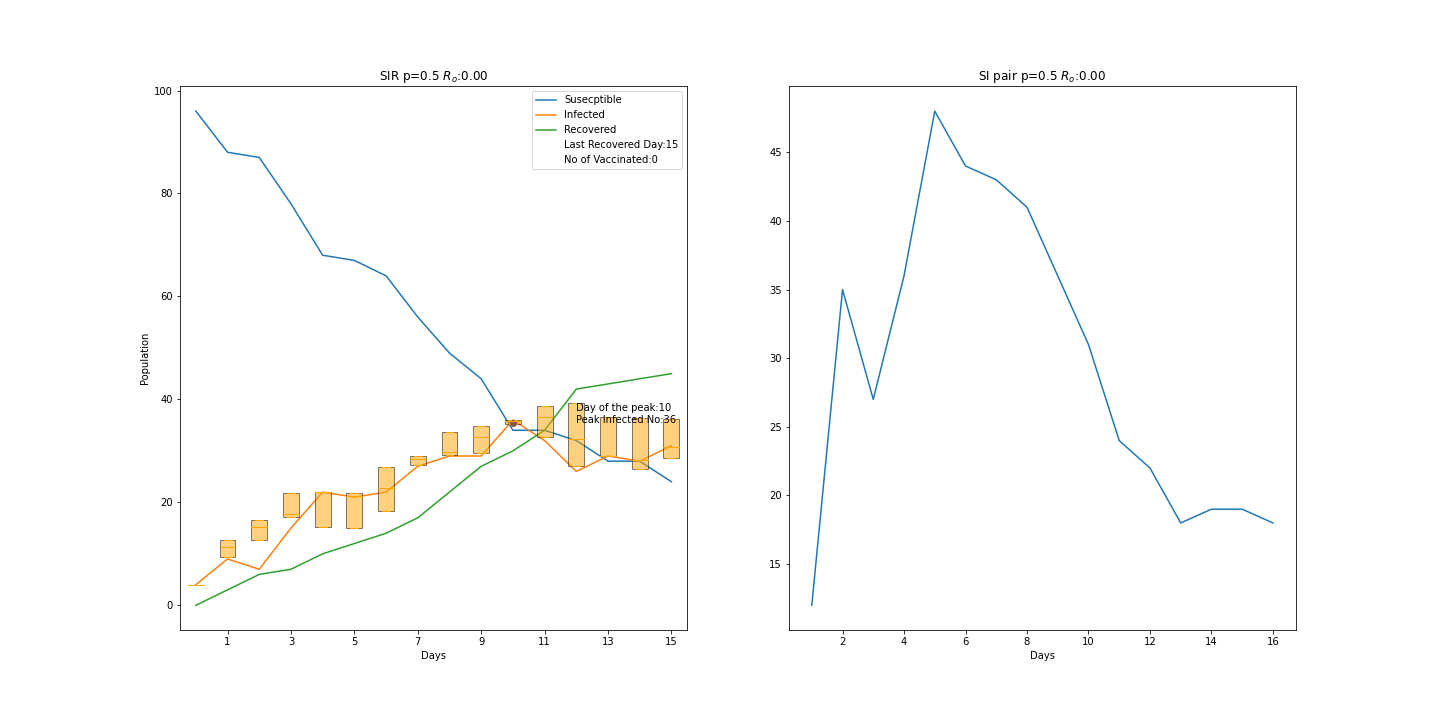 SIR p=0.5 Rₒ:0.00
100
80
60
40
20
0
Population
Susecptible
Infected
Recovered
Last Recovered Day:15
No of Vaccinated:0
Day of the peak:10
Peak Infected No:36
1 3 5 7 9 11 13 15
Days
SI pair p=0.5 Rₒ:0.00
45
40
35
30
25
20
15
2 4 6 8 10 12 14 16
Days